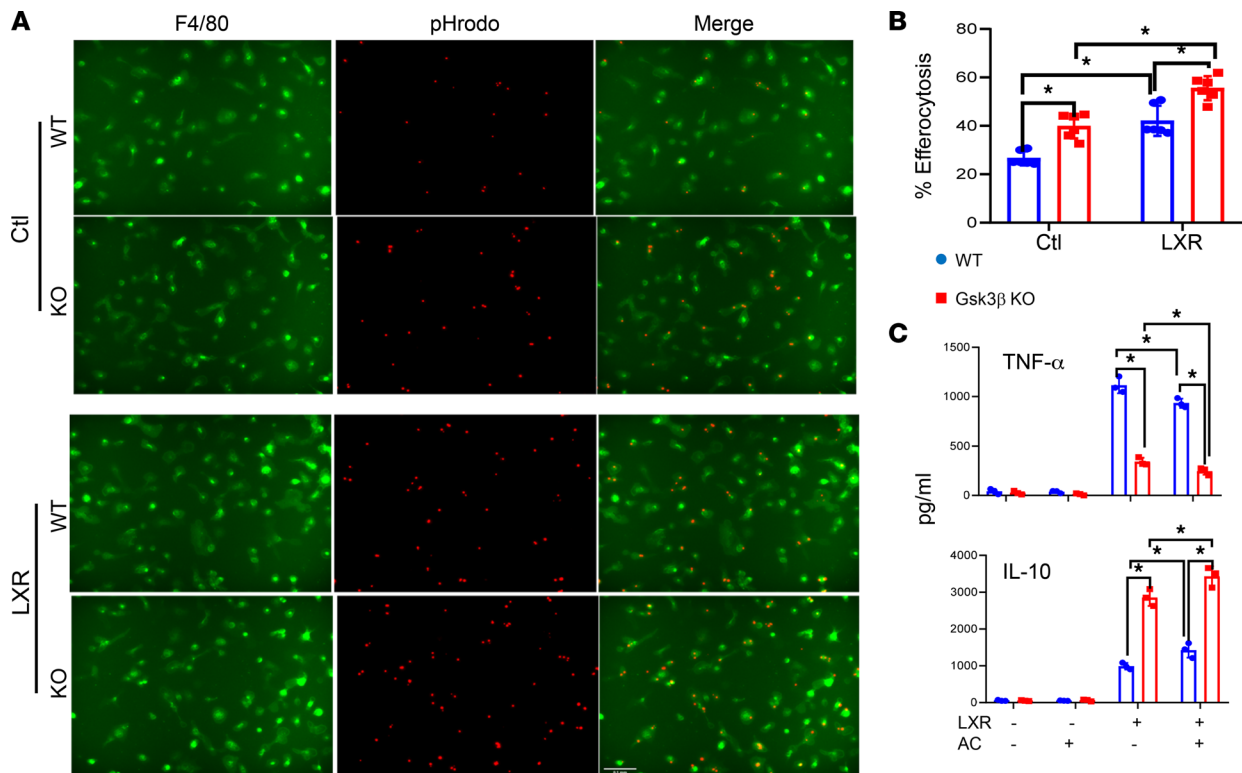 A
F4/80
pHrodo
Merge
Ctl
WT
KO
LXR
WT
KO
B
% Efferocytosis
80
60
40
20
0
* * * *
Ctl
LXR
WT
Gsk3β KO
C
pg/ml
TNF-α
1500
1000
500
0
* * * *
IL-10
4000
3000
2000
1000
0
* * * *
LXR - - + +
AC - + - +